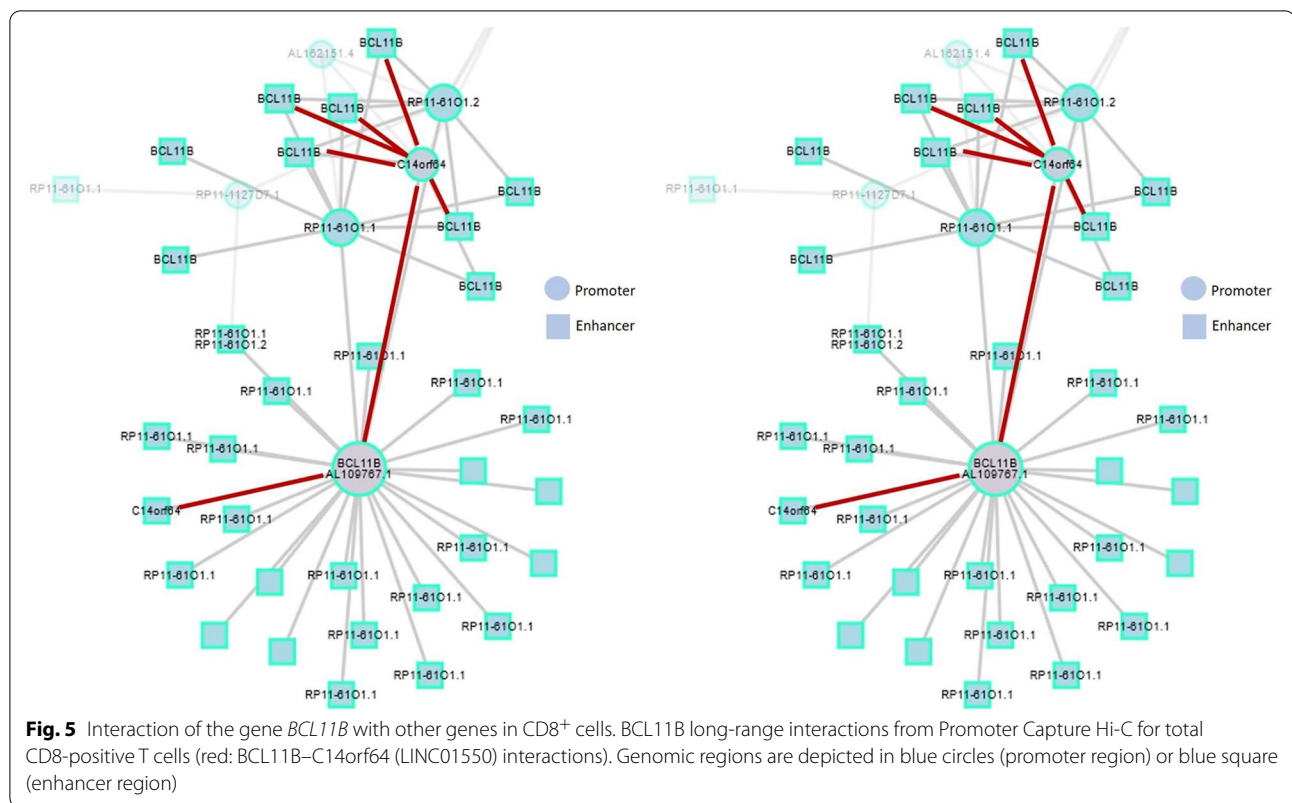 BCL11B
AL162151.4
BCL11B
BCL11B
RP11-61O1.2
BCL11B
BCL11B
C14orf64
RP11-61O1.1
RP11-1127D7.1
BCL11B
RP11-61O1.1
BCL11B
BCL11B
BCL11B
Promoter
Enhancer
RP11-61O1.1
RP11-61O1.2
RP11-61O1.1
RP11-61O1.1
RP11-61O1.1
RP11-61O1.1
RP11-61O1.1
RP11-61O1.1
BCL11B
AL109767.1
C14orf64
RP11-61O1.1
RP11-61O1.1
RP11-61O1.1
RP11-61O1.1
RP11-61O1.1
RP11-61O1.1
RP11-61O1.1
RP11-61O1.1
RP11-61O1.1
BCL11B
AL162151.4
BCL11B
BCL11B
RP11-61O1.2
BCL11B
BCL11B
C14orf64
RP11-61O1.1
RP11-1127D7.1
BCL11B
RP11-61O1.1
BCL11B
BCL11B
BCL11B
Promoter
Enhancer
RP11-61O1.1
RP11-61O1.2
RP11-61O1.1
RP11-61O1.1
RP11-61O1.1
RP11-61O1.1
RP11-61O1.1
RP11-61O1.1
BCL11B
AL109767.1
C14orf64
RP11-61O1.1
RP11-61O1.1
RP11-61O1.1
RP11-61O1.1
RP11-61O1.1
RP11-61O1.1
RP11-61O1.1
RP11-61O1.1
RP11-61O1.1
Fig. 5 Interaction of the gene BCL11B with other genes in CD8+ cells. BCL11B long-range interactions from Promoter Capture Hi-C for total
CD8-positive T cells (red: BCL11B–C14orf64 (LINC01550) interactions). Genomic regions are depicted in blue circles (promoter region) or blue square
(enhancer region)